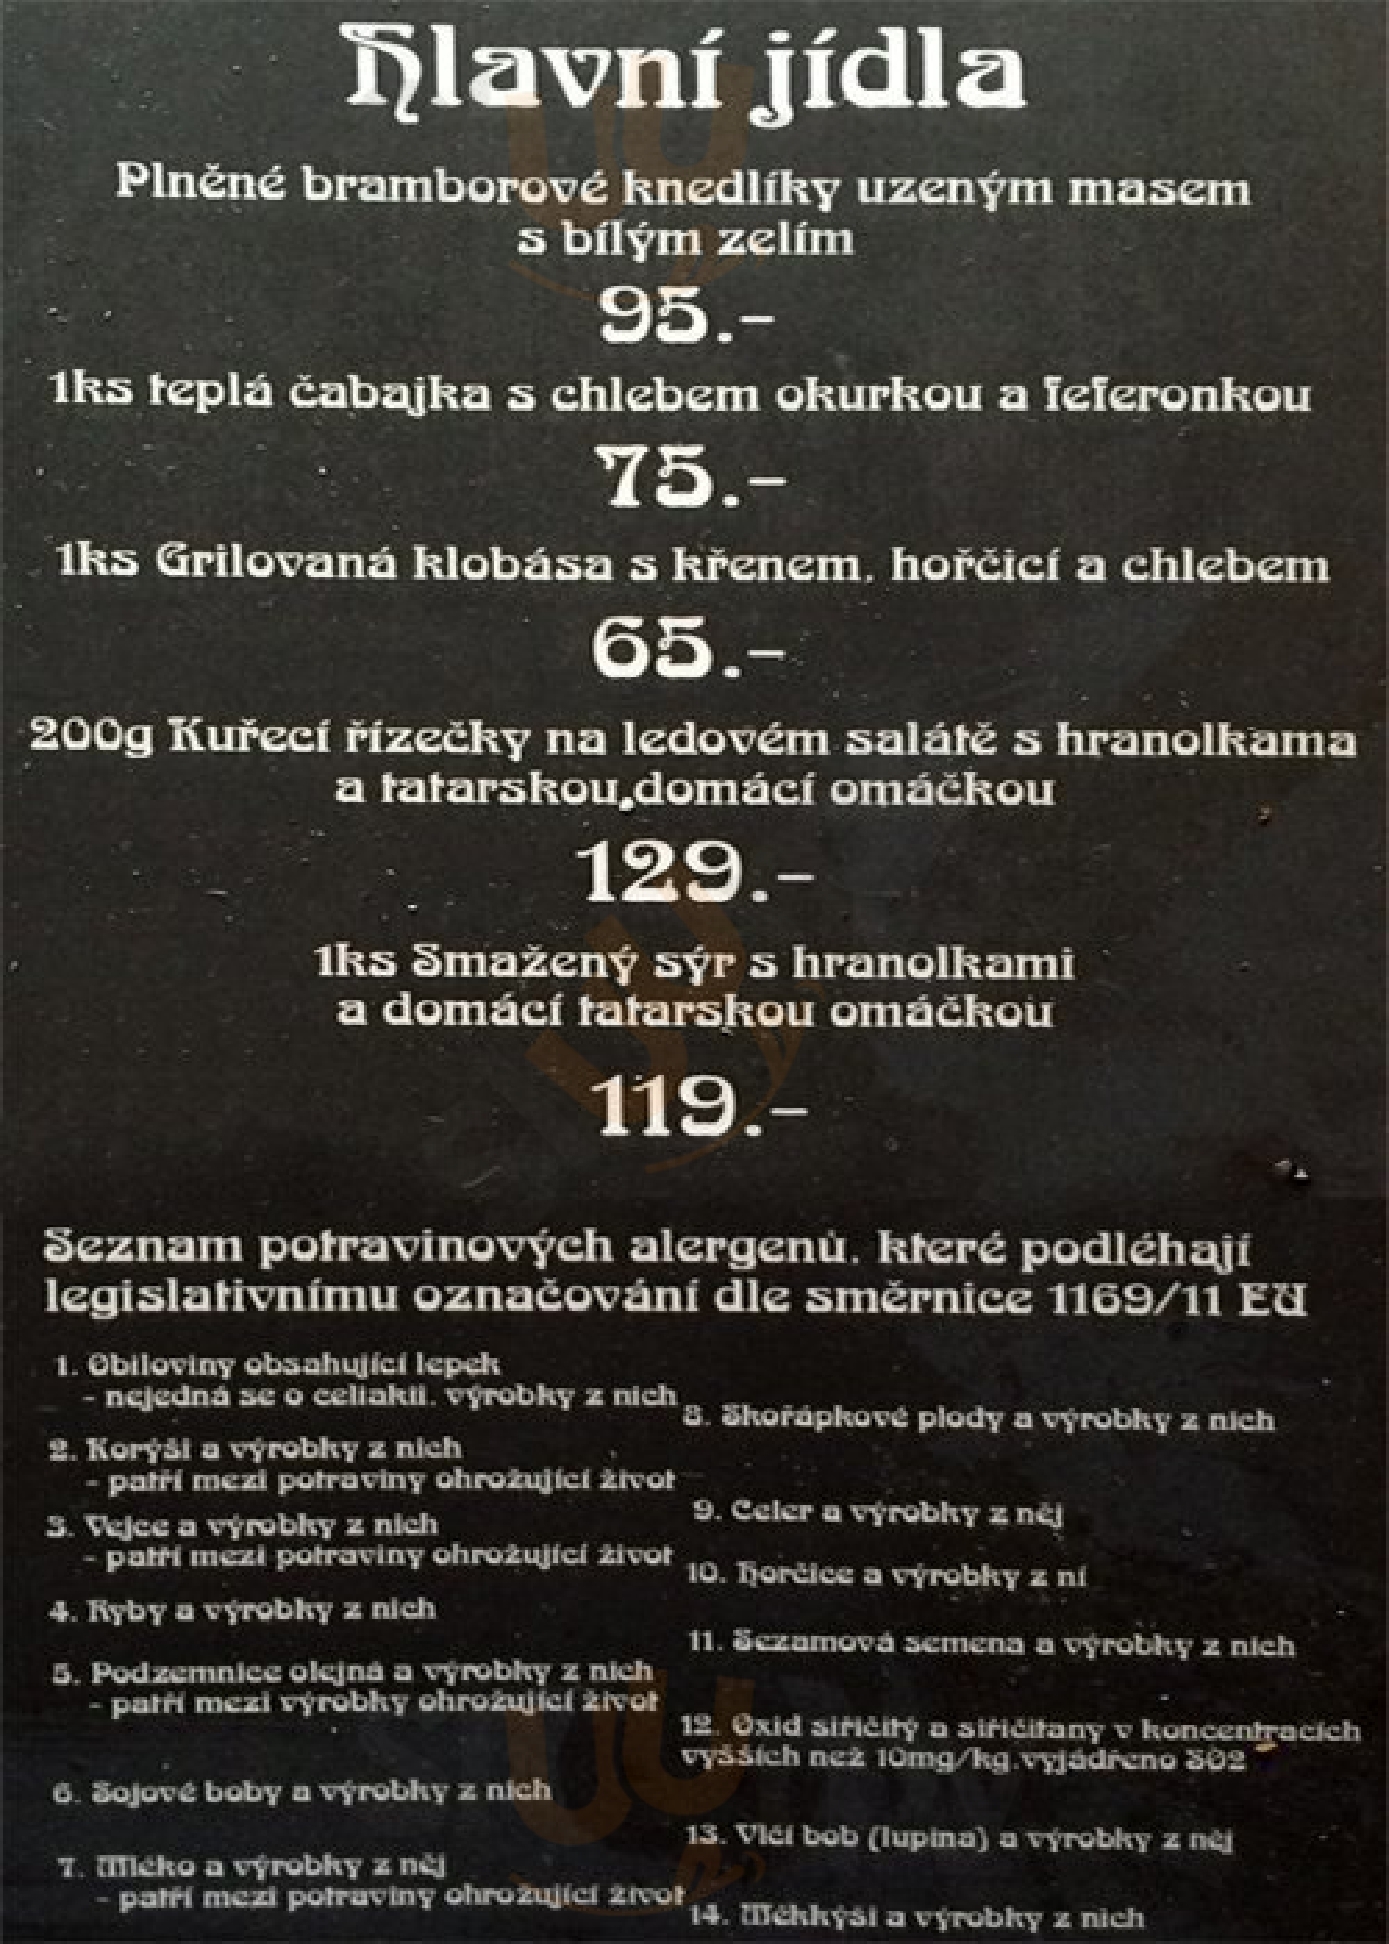 Hlavní jídla
Plněné bramborové knedlíky uzeným masem
s bílým zelím
95.-
1ks teplá čabajka s chlebem okurkou a feferonkou
75.-
1ks Grilovaná klobása s křenem, hořčicí a chlebem
65.-
200g Kuřecí řízečky na ledovém salátě s hranolkama
a tatarskou,domácí omáčkou
129.-
1ks Smažený sýr s hranolkami
a domácí tatarskou omáčkou
119.-
Seznam potravinových alergenů, které podléhají
legislativnímu označování dle směrnice 1169/11 EU
1. Obiloviny obsahující lepek
- nejedná se o celiakii, výrobky z nich
2. Korýši a výrobky z nich
- patří mezi potraviny ohrožující život
3. Vejce a výrobky z nich
- patří mezi potraviny ohrožující život
4. Ryby a výrobky z nich
5. Podzemnice olejná a výrobky z nich
- patří mezi výrobky ohrožující život
6. Sojové boby a výrobky z nich
7. Mléko a výrobky z něj
- patří mezi potraviny ohrožující život
8. Skořápkové plody a výrobky z nich
9. Celer a výrobky z něj
10. Horčice a výrobky z ní
11. Sezamová semena a výrobky z nich
12. Oxid siřičitý a siřičitany v koncentracích
vyšších než 10mg/kg,vyjádřeno SO2
13. Vlčí bob (lupina) a výrobky z něj
14. Měkkýši a výrobky z nich